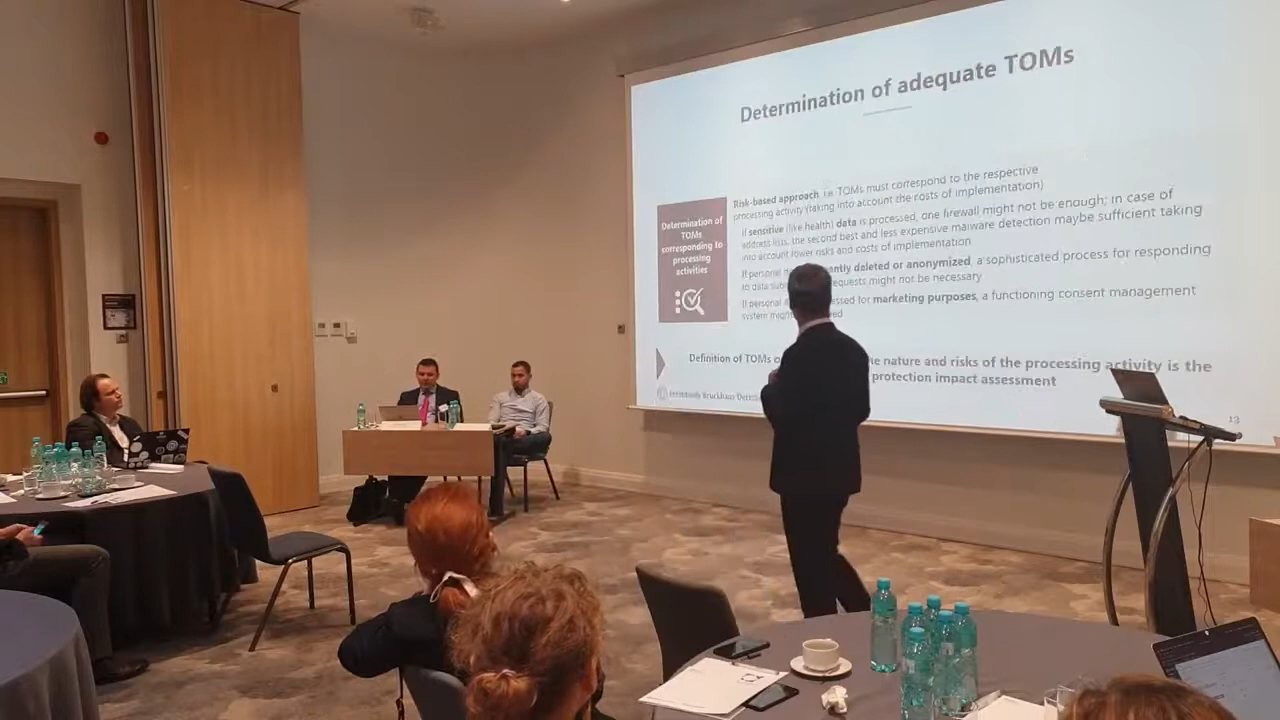 Determination of adequate TOMs
Determination of
TOMs
corresponding to
processing
activities
Risk-based approach, i.e. TOMs must correspond to the respective
processing activity (taking into account the costs of implementation)
If sensitive (like health) data is processed, one firewall might not be enough; in case of
address lists, the second best and less expensive malware detection maybe sufficient taking
into account lower risks and costs of implementation
If personal deleted or anonymized, a sophisticated process for responding
to data requests might not be necessary
If personal for marketing purposes, a functioning consent management
system might
Definition of TOMs nature and risks of the processing activity is the
protection impact assessment
Freshfields Bruckhaus Deringer
13